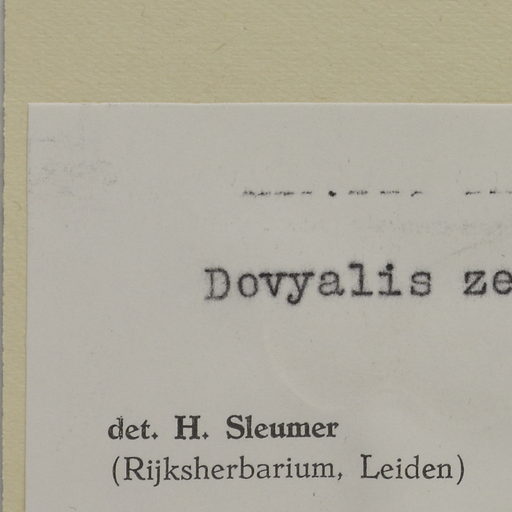 Dovyalis ze
det. H. Sleumer
(Rijksherbarium, Leiden)